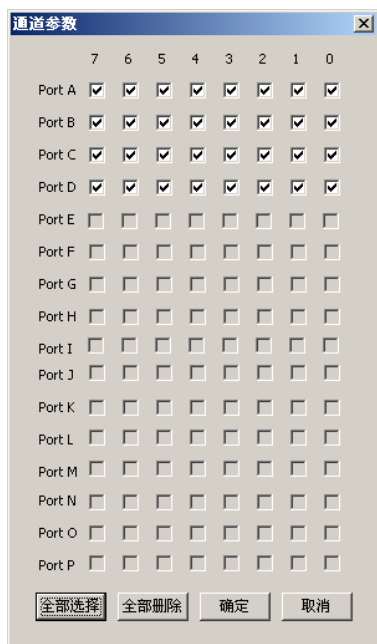 通道参数
7 6 5 4 3 2 1 0
Port A
Port B
Port C
Port D
Port E
Port F
Port G
Port H
Port I
Port J
Port K
Port L
Port M
Port N
Port O
Port P
全部选择 全部删除 确定 取消